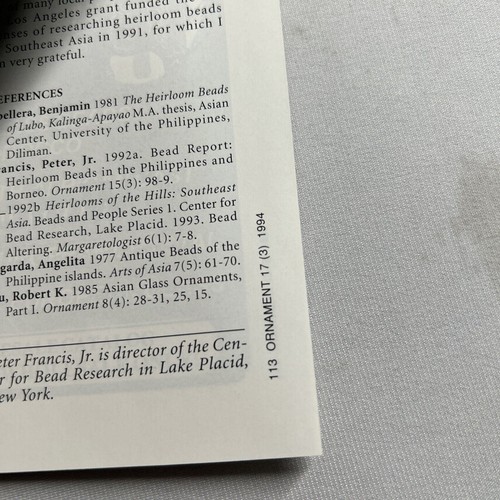 many local
Los Angeles grant funded the
nses of researching heirloom beads
Southeast Asia in 1991, for which I
very grateful.
EFERENCES
bellera, Benjamin 1981 The Heirloom Beads
of Lubo, Kalinga-Apayao M.A. thesis, Asian
Center, University of the Philippines,
Diliman.
rancis, Peter, Jr. 1992a. Bead Report:
Heirloom Beads in the Philippines and
Borneo. Ornament 15(3): 98-9.
_1992b Heirlooms of the Hills: Southeast
Asia. Beads and People Series 1. Center for
Bead Research, Lake Placid. 1993. Bead
Altering. Margaretologist 6(1): 7-8.
garda, Angelita 1977 Antique Beads of the
Philippine islands. Arts of Asia 7(5): 61-70.
u, Robert K. 1985 Asian Glass Ornaments,
Part I. Ornament 8(4): 28-31, 25, 15.
eter Francis, Jr. is director of the Cen-
r for Bead Research in Lake Placid,
ew York.
113 ORNAMENT 17 (3) 1994